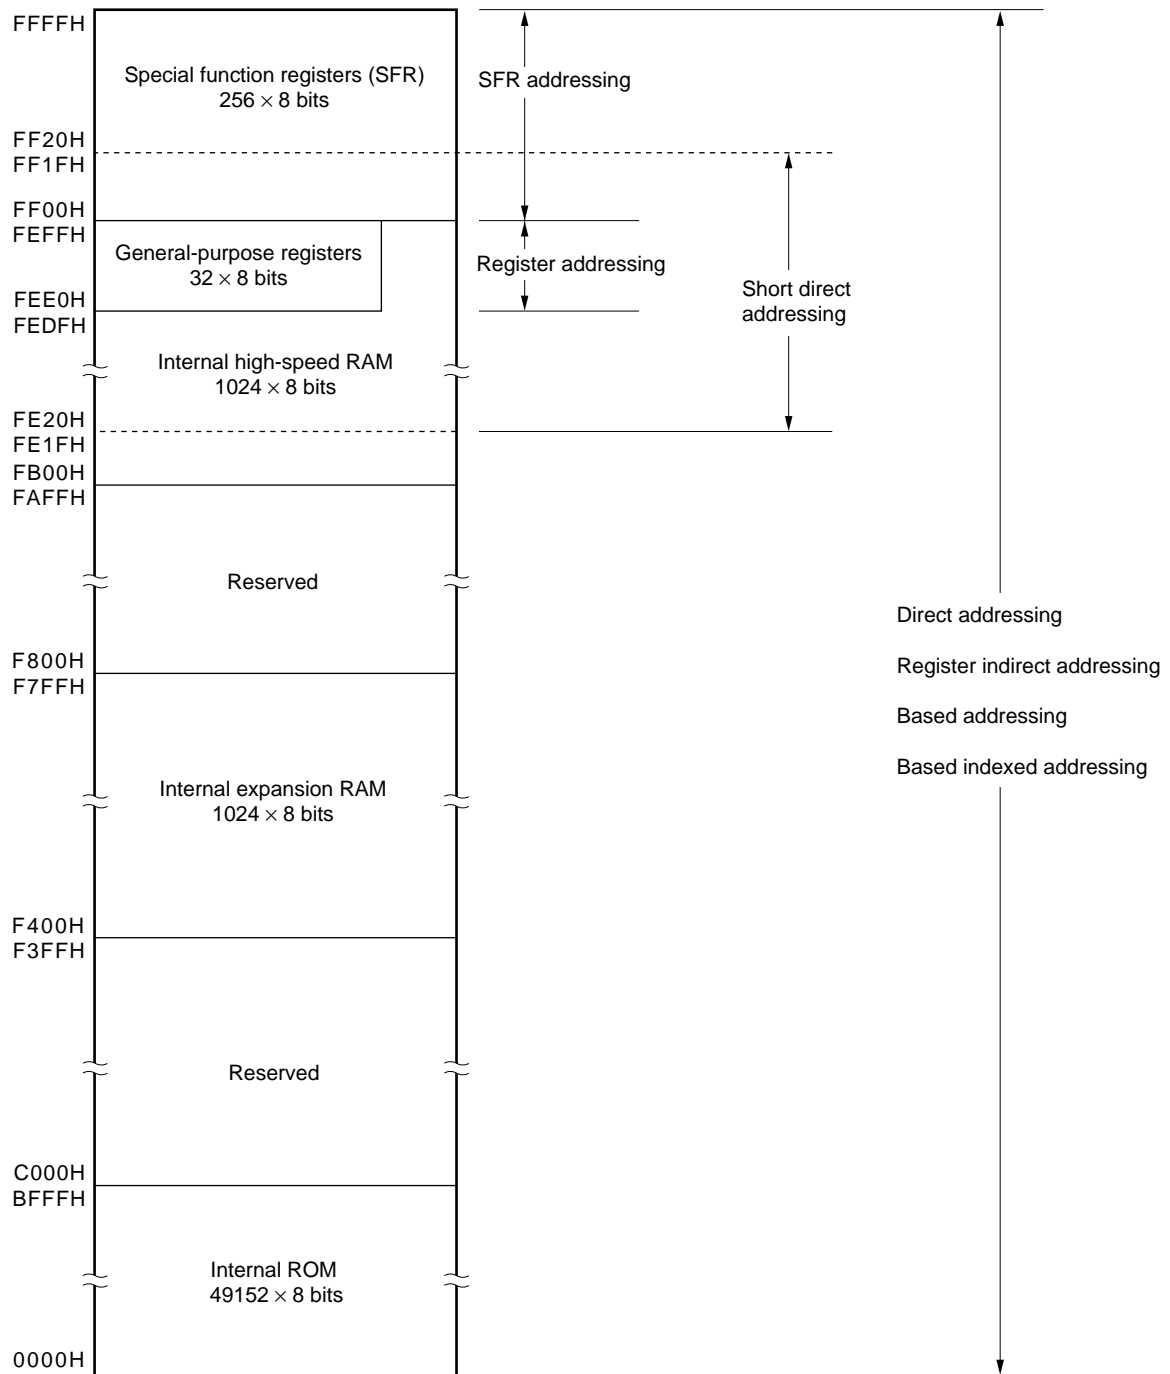 FFFFH
Special function registers (SFR)
256 × 8 bits
SFR addressing
FF20H
FF1FH
FF00H
FEFFH
General-purpose registers
32 × 8 bits
Register addressing
Short direct
addressing
FEE0H
FEDFH
Internal high-speed RAM
1024 × 8 bits
FE20H
FE1FH
FB00H
FAFFH
Reserved
Direct addressing
Register indirect addressing
Based addressing
Based indexed addressing
F800H
F7FFH
Internal expansion RAM
1024 × 8 bits
F400H
F3FFH
Reserved
C000H
BFFFH
Internal ROM
49152 × 8 bits
0000H